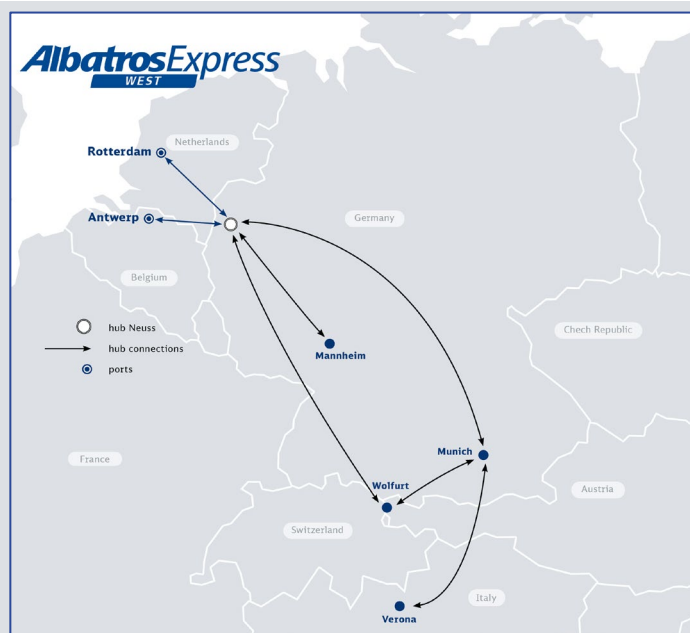 AlbatrosExpress
WEST
Netherlands
Rotterdam
Antwerp
Germany
Belgium
hub Neuss
Chech Republic
hub connections
Mannheim
ports
Munich
France
Wolfurt
Austria
Switzerland
Italy
Verona